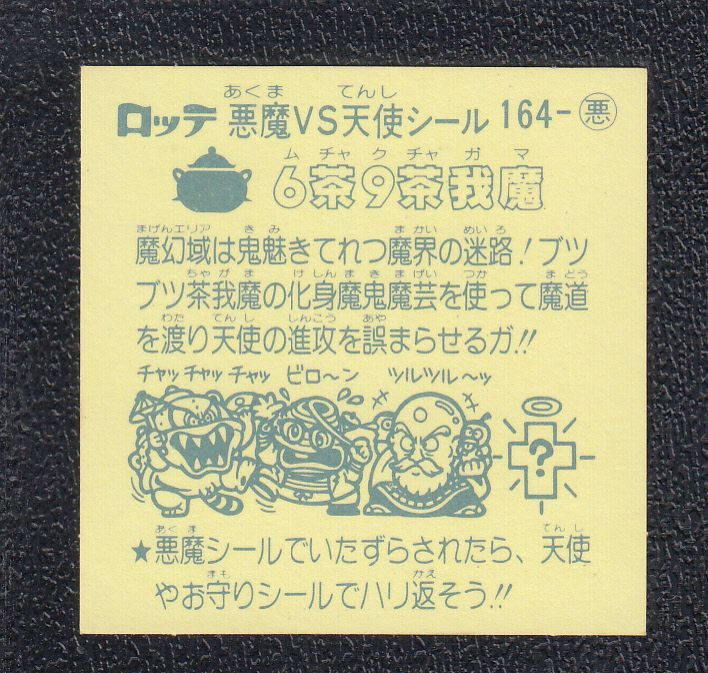 ロッテ 悪魔VS天使シール 164-悪
あくま てんし
ムチャクチャガマ
6茶9茶我魔
まげんエリア きみ まかい めいろ
魔幻域は鬼魅きてれつ魔界の迷路!ブツ
ちゃがま けしんまきまげい つか まどう
ブツ茶我魔の化身魔鬼魔芸を使って魔道
わた てんし しんこう あや
を渡り天使の進攻を誤まらせるガ!!
チャッチャッチャッ ビロ〜ン ツルツル〜ッ
?
あくま てんし
★悪魔シールでいたずらされたら、天使
まも かえ
やお守りシールでハリ返そう!!